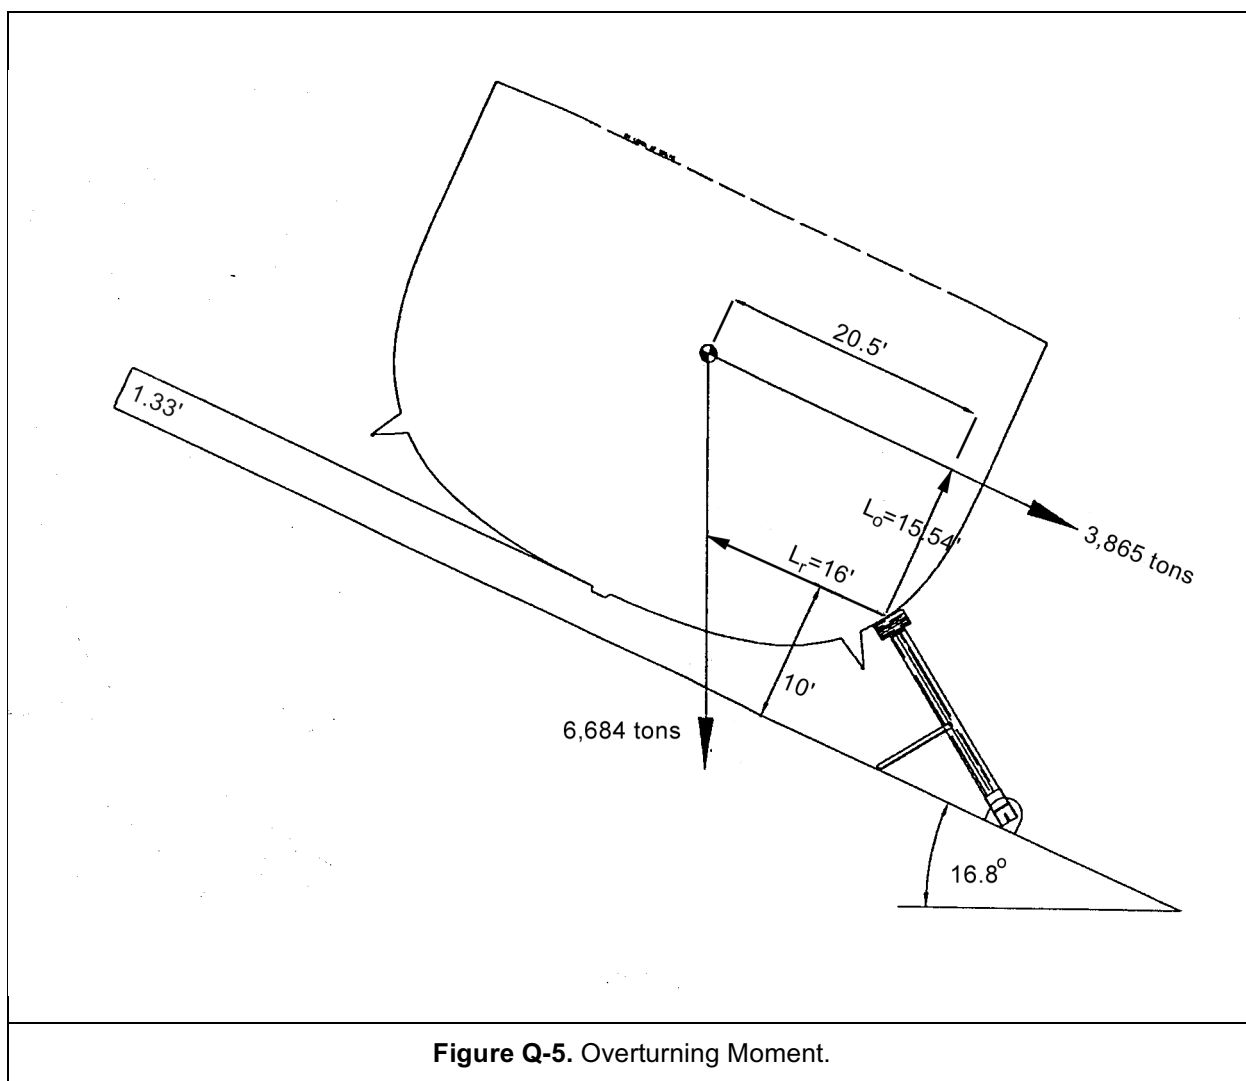 20.5'
1.33'
Lo=15.54'
3,865 tons
Lr=16'
10'
6,684 tons
16.8°
Figure Q-5. Overturning Moment.